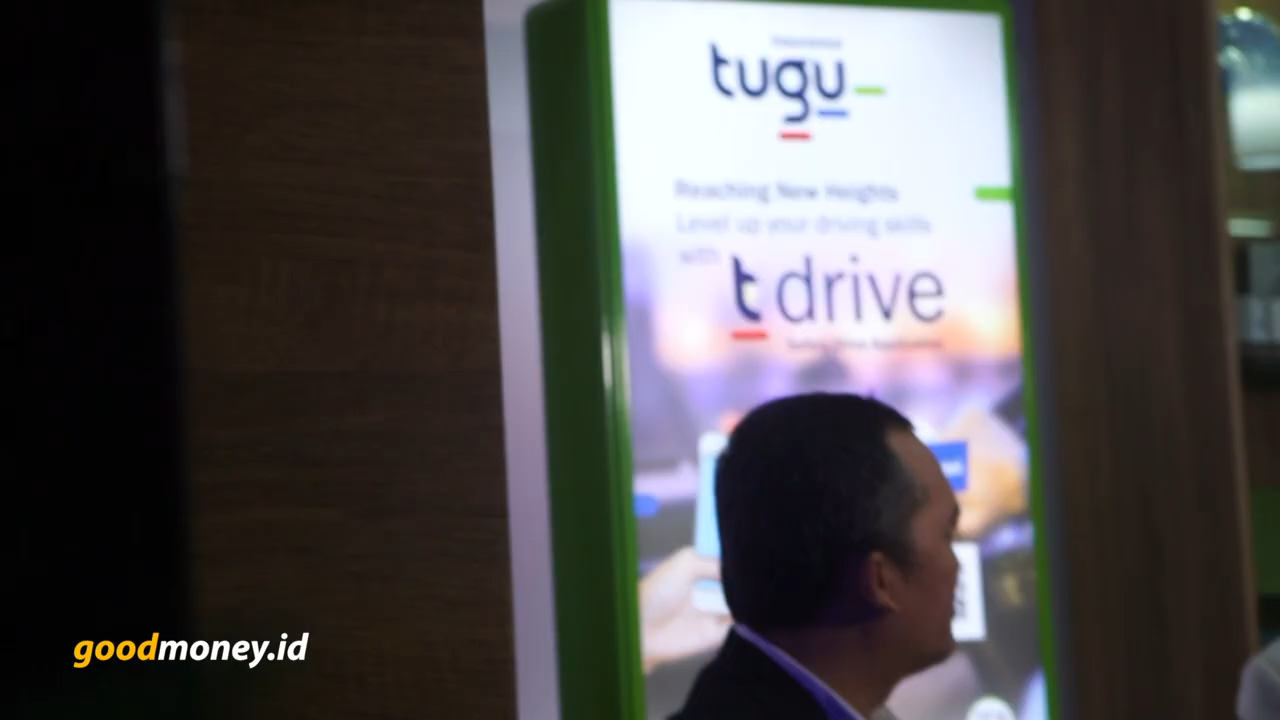 tugu
Reaching New Heights
Level up your driving skills
with t drive
goodmoney.id